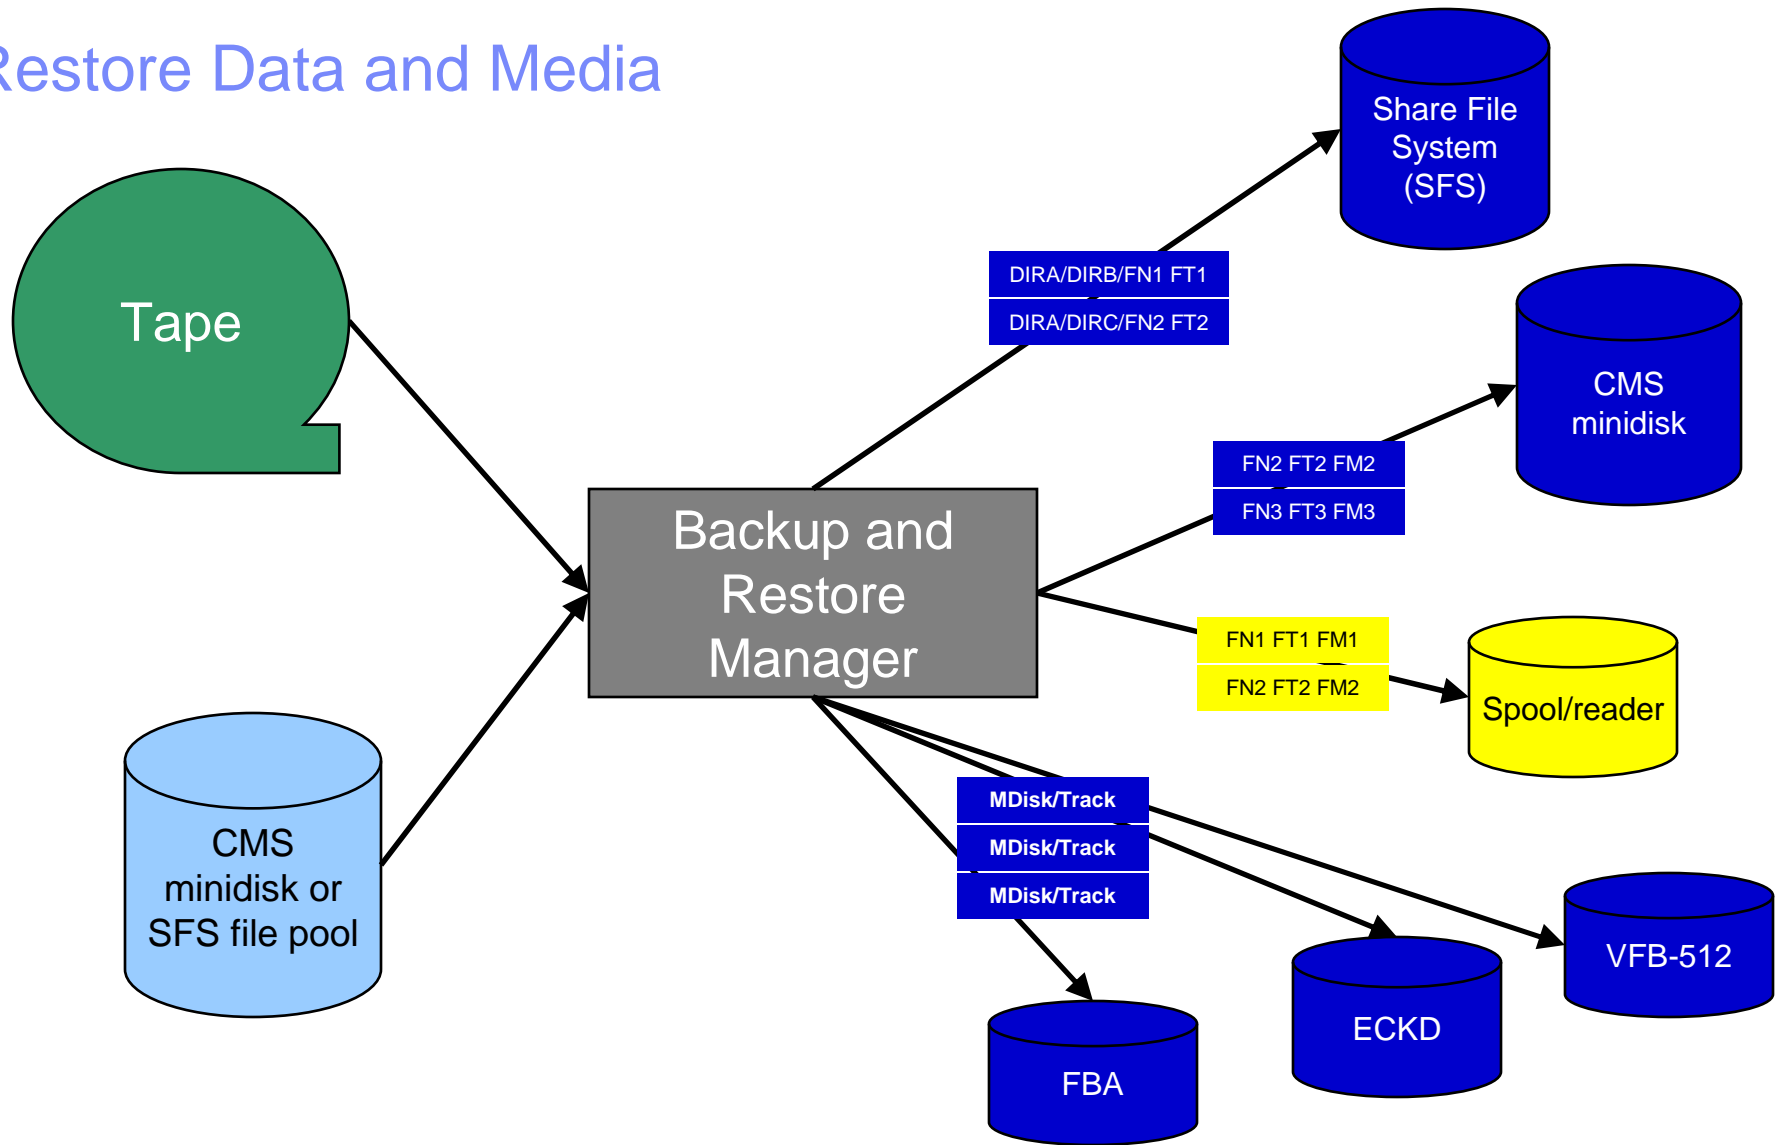 Restore Data and Media
Share File
System
(SFS)
Tape
DIRA/DIRB/FN1 FT1
DIRA/DIRC/FN2 FT2
CMS
minidisk
FN2 FT2 FM2
FN3 FT3 FM3
Backup and
Restore
Manager
FN1 FT1 FM1
FN2 FT2 FM2
Spool/reader
CMS
minidisk or
SFS file pool
MDisk/Track
MDisk/Track
MDisk/Track
VFB-512
ECKD
FBA